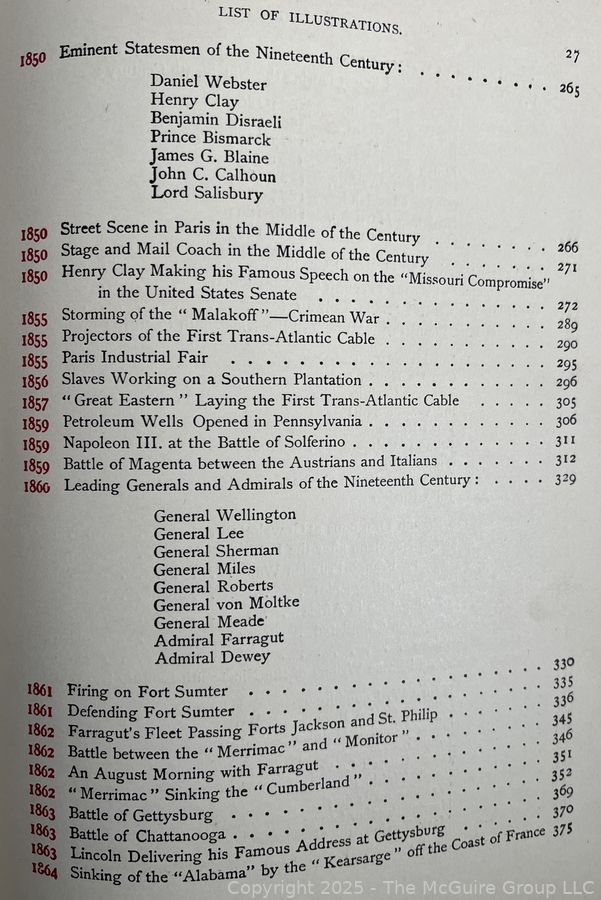 LIST OF ILLUSTRATIONS.
27
1850 Eminent Statesmen of the Nineteenth Century: . . . . . . . . 265
Daniel Webster
Henry Clay
Benjamin Disraeli
Prince Bismarck
James G. Blaine
John C. Calhoun
Lord Salisbury
1850 Street Scene in Paris in the Middle of the Century . . . . . . . 266
1850 Stage and Mail Coach in the Middle of the Century . . . . . . . 271
1850 Henry Clay Making his Famous Speech on the "Missouri Compromise"
in the United States Senate . . . . . . . . . . . . 272
1855 Storming of the "Malakoff"—Crimean War . . . . . . . . . 289
1855 Projectors of the First Trans-Atlantic Cable . . . . . . . . . 290
1855 Paris Industrial Fair . . . . . . . . . . . . . . . . 295
1856 Slaves Working on a Southern Plantation . . . . . . . . . . 296
1857 "Great Eastern" Laying the First Trans-Atlantic Cable . . . . . 305
1859 Petroleum Wells Opened in Pennsylvania . . . . . . . . . . 306
1859 Napoleon III. at the Battle of Solferino . . . . . . . . . . . 311
1859 Battle of Magenta between the Austrians and Italians . . . . . . 312
1860 Leading Generals and Admirals of the Nineteenth Century: . . . . 329
General Wellington
General Lee
General Sherman
General Miles
General Roberts
General von Moltke
General Meade
Admiral Farragut
Admiral Dewey
1861 Firing on Fort Sumter . . . . . . . . . . . . . . . 330
1861 Defending Fort Sumter . . . . . . . . . . . . . . . 335
1862 Farragut's Fleet Passing Forts Jackson and St. Philip . . . . . . 336
1862 Battle between the "Merrimac" and "Monitor" . . . . . . . . 345
1862 An August Morning with Farragut . . . . . . . . . . . 346
1862 "Merrimac" Sinking the "Cumberland" . . . . . . . . . . 351
1863 Battle of Gettysburg . . . . . . . . . . . . . . . . 352
1863 Battle of Chattanooga . . . . . . . . . . . . . . . . 369
1863 Lincoln Delivering his Famous Address at Gettysburg . . . . . . 370
1864 Sinking of the "Alabama" by the "Kearsarge" off the Coast of France 375
Copyright 2025 - The McGuire Group LLC